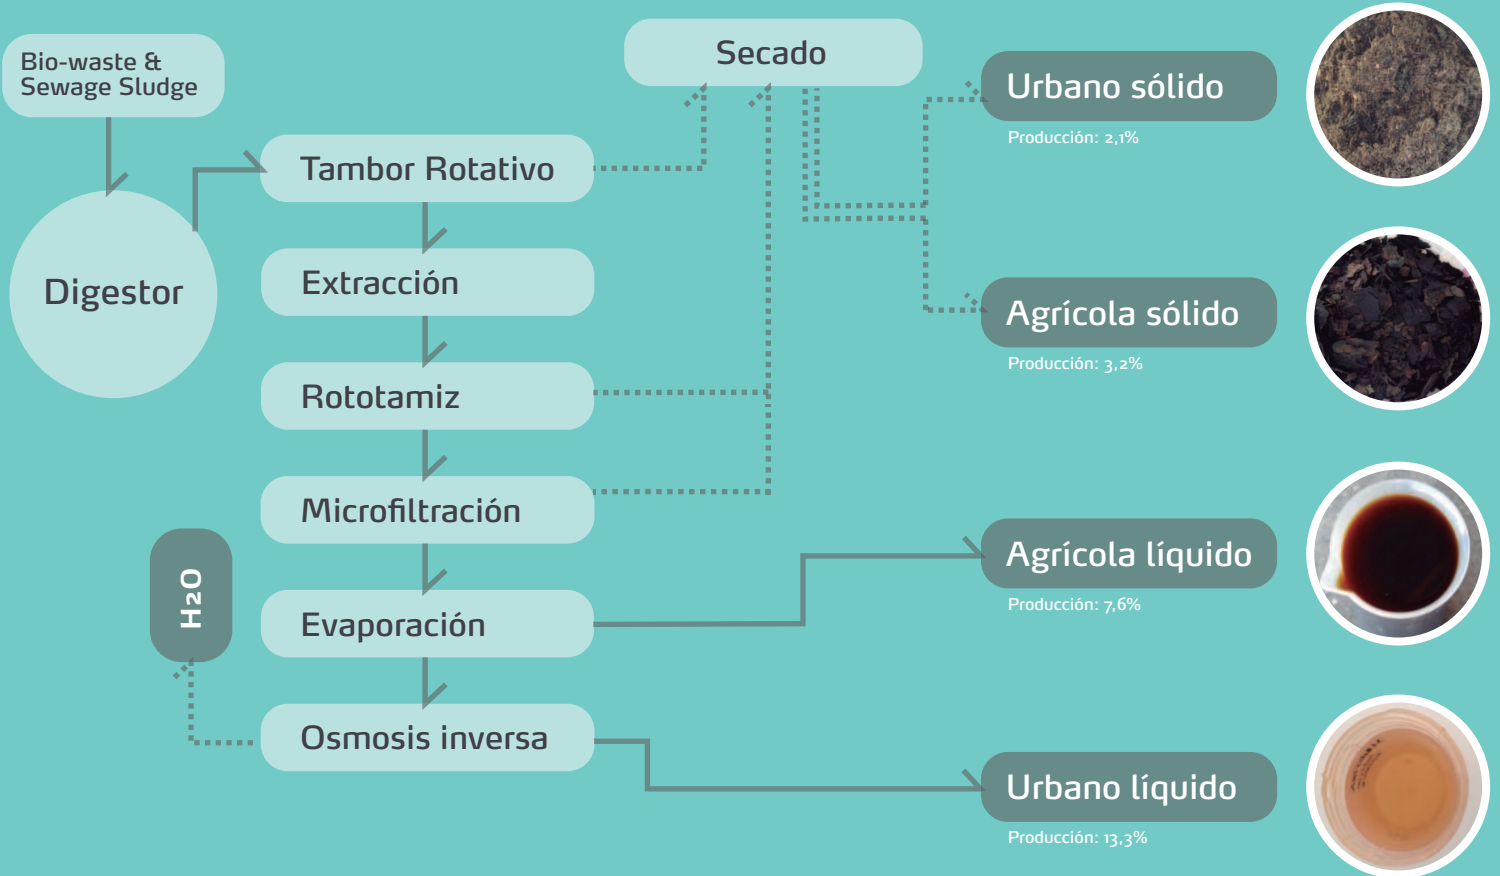 Bio-waste &
Sewage Sludge
Digestor
Tambor Rotativo
Extracción
Rototamiz
Microfiltración
Evaporación
Osmosis inversa
H2O
Secado
Urbano sólido
Producción: 2,1%
Agrícola sólido
Producción: 3,2%
Agrícola líquido
Producción: 7,6%
Urbano líquido
Producción: 13,3%